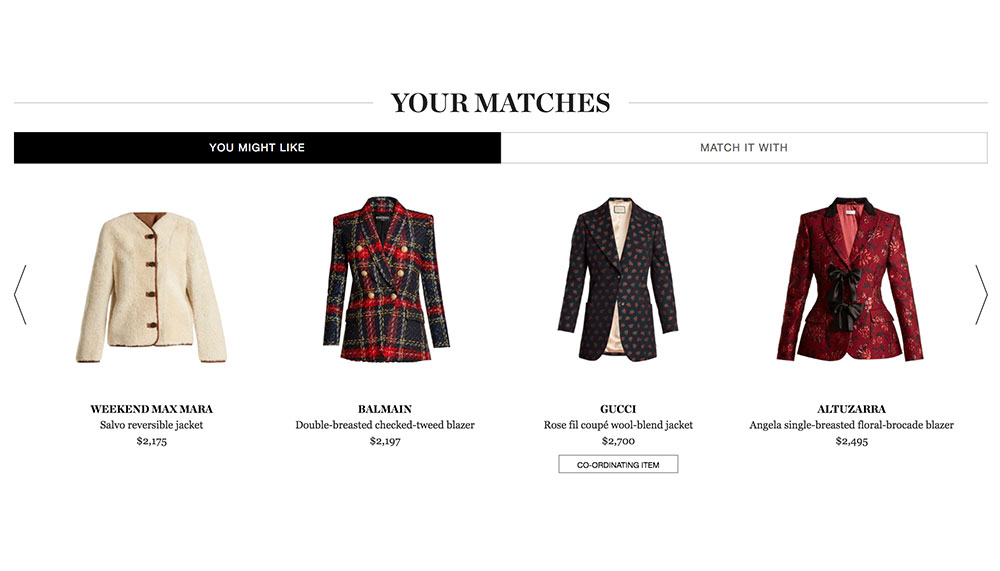 YOUR MATCHES
YOU MIGHT LIKE
MATCH IT WITH
WEEKEND MAX MARA
Salvo reversible jacket
$2,175
BALMAIN
Double-breasted checked-tweed blazer
$2,197
GUCCI
Rose fil coupé wool-blend jacket
$2,700
CO-ORDINATING ITEM
ALTUZARRA
Angela single-breasted floral-brocade blazer
$2,495